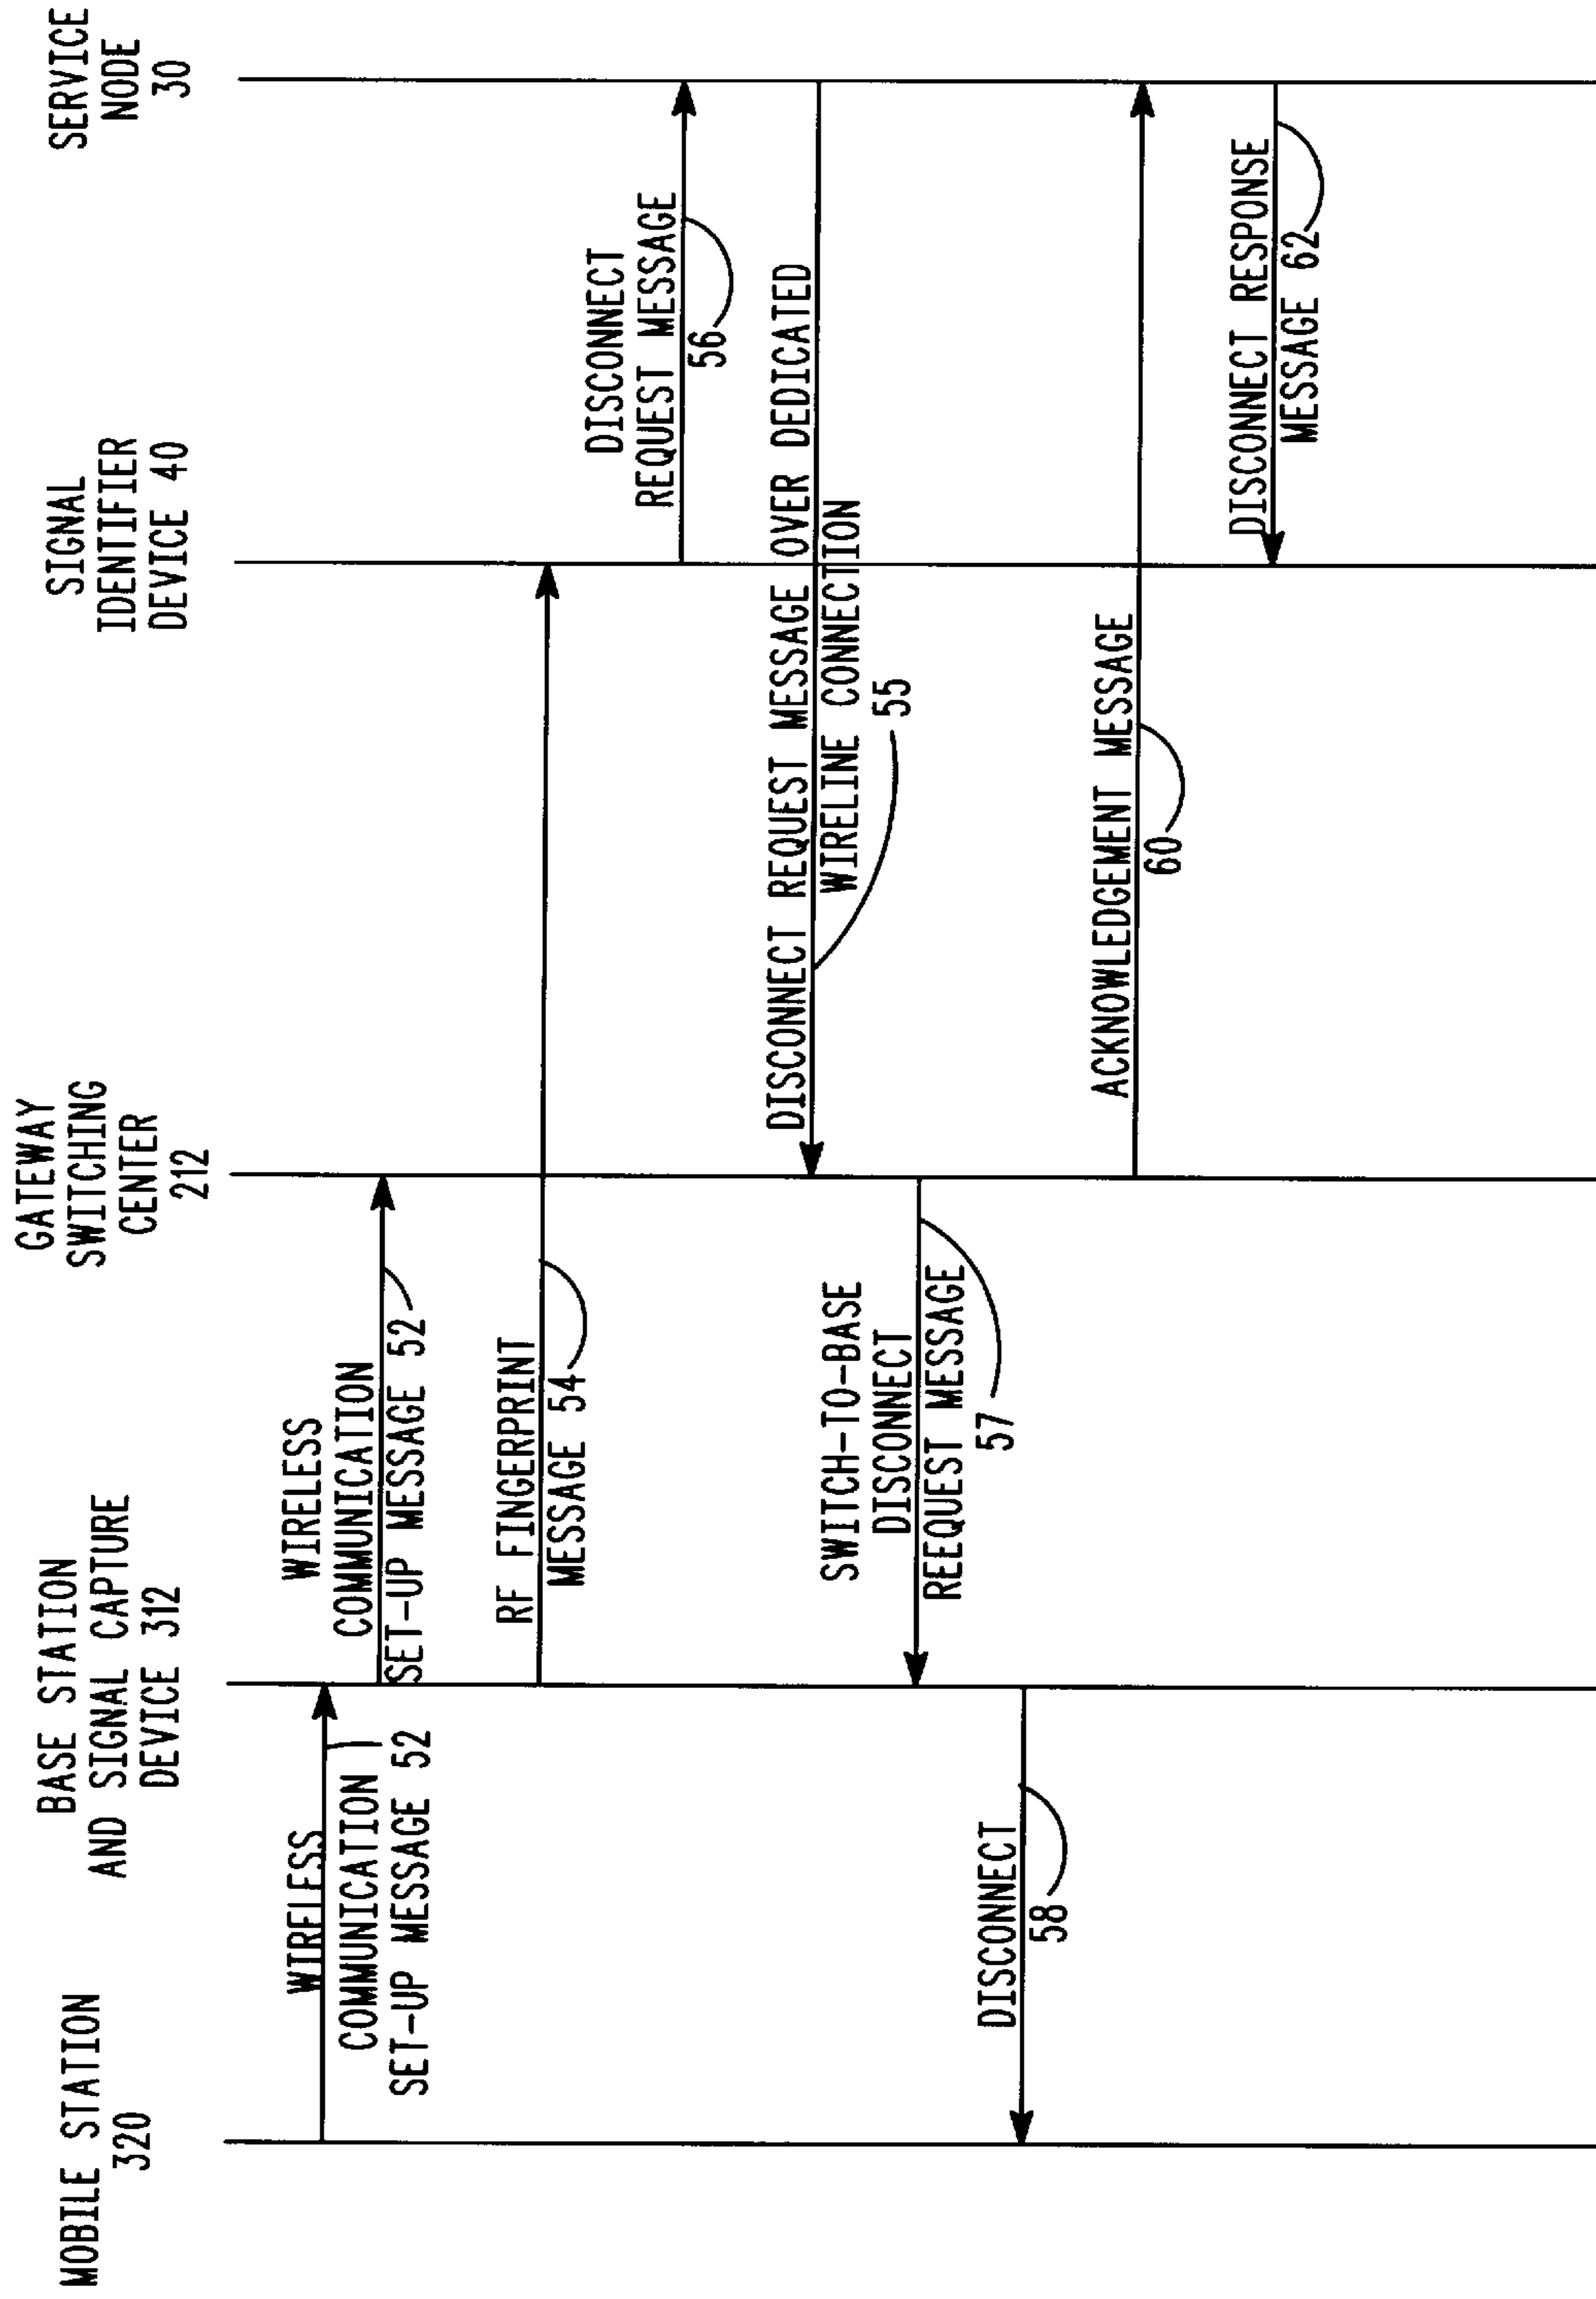 MOBILE STATION
320
BASE STATION
AND SIGNAL CAPTURE
DEVICE 312
GATEWAY
SWITCHING
CENTER
212
SIGNAL
IDENTIFIER
DEVICE 40
SERVICE
NODE
30
WIRELESS
COMMUNICATION
SET-UP MESSAGE 52
WIRELESS
COMMUNICATION
SET-UP MESSAGE 52
RF FINGERPRINT
MESSAGE 54
DISCONNECT
REQUEST MESSAGE
56
DISCONNECT REQUEST MESSAGE OVER DEDICATED
WIRELINE CONNECTION
55
SWITCH-TO-BASE
DISCONNECT
REEQUEST MESSAGE
57
DISCONNECT
58
ACKNOWLEDGEMENT MESSAGE
60
DISCONNECT RESPONSE
MESSAGE 62